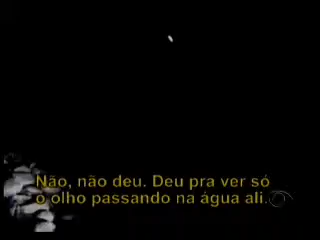 Não, não deu. Deu pra ver só
o olho passando na água ali.